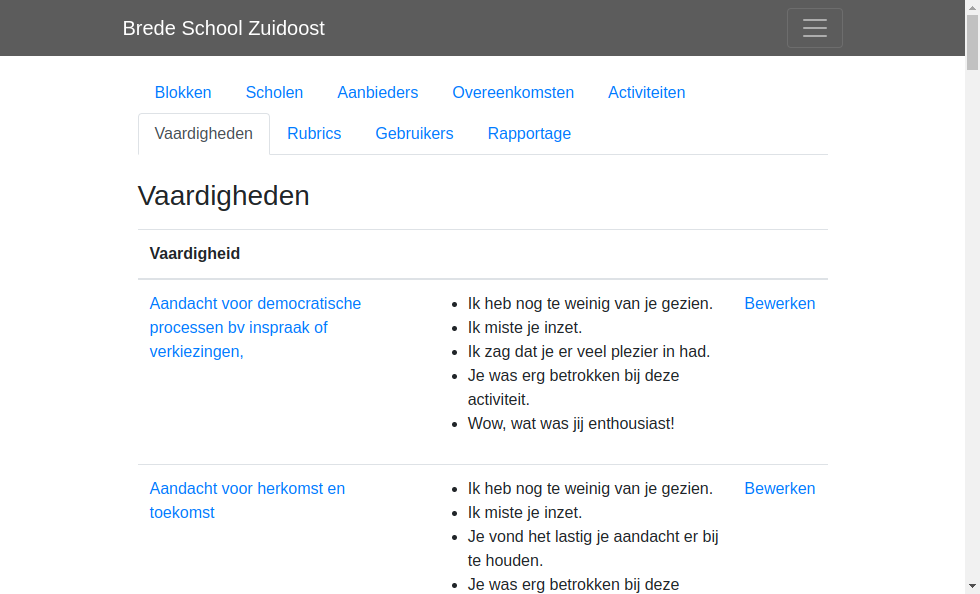 Brede School Zuidoost
Blokken Scholen Aanbieders Overeenkomsten Activiteiten
Vaardigheden Rubrics Gebruikers Rapportage
Vaardigheden
Vaardigheid
Aandacht voor democratische
processen bv inspraak of
verkiezingen,
Ik heb nog te weinig van je gezien.
Ik miste je inzet.
Ik zag dat je er veel plezier in had.
Je was erg betrokken bij deze
activiteit.
Wow, wat was jij enthousiast!
Bewerken
Aandacht voor herkomst en
toekomst
Ik heb nog te weinig van je gezien.
Ik miste je inzet.
Je vond het lastig je aandacht er bij
te houden.
Je was erg betrokken bij deze
Bewerken